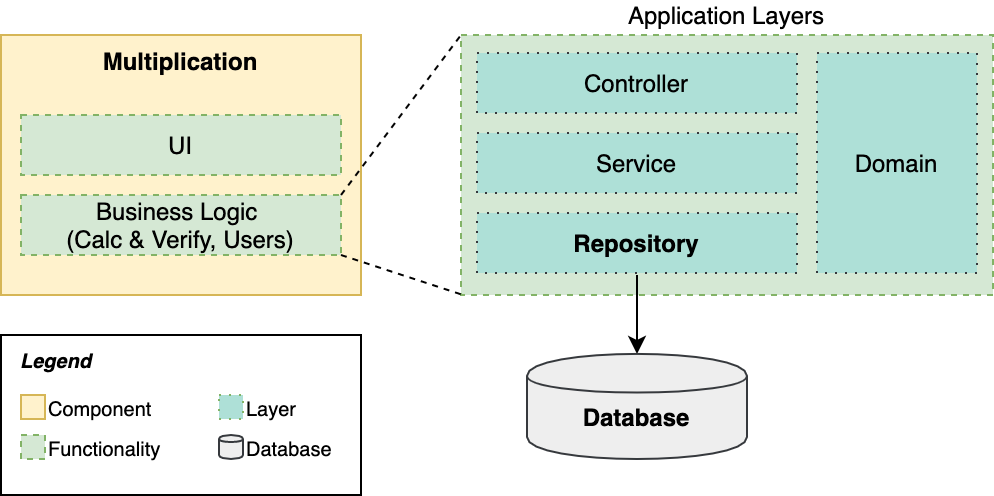 Application Layers
Multiplication
UI
Business Logic
(Calc & Verify, Users)
Controller
Service
Repository
Domain
Database
Legend
Component
Layer
Functionality
Database